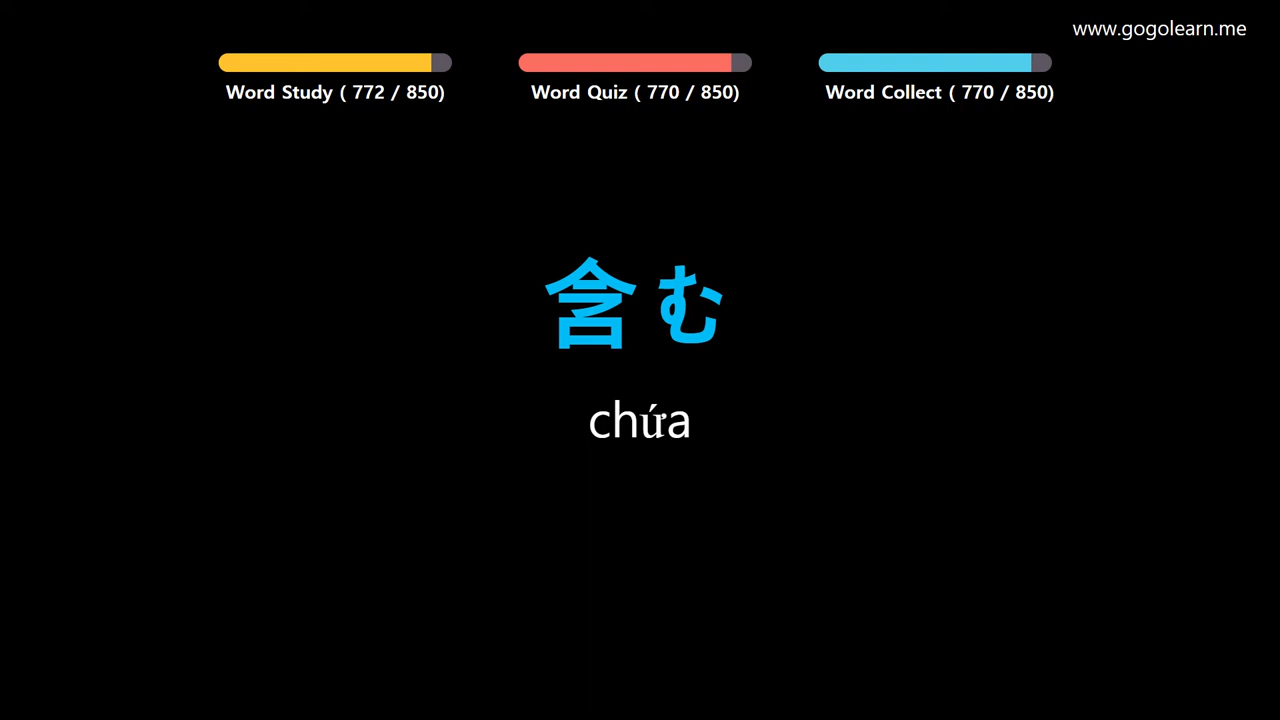 www.gogolearn.me
Word Study ( 772 / 850)
Word Quiz ( 770 / 850)
Word Collect ( 770 / 850)
含む
chứa